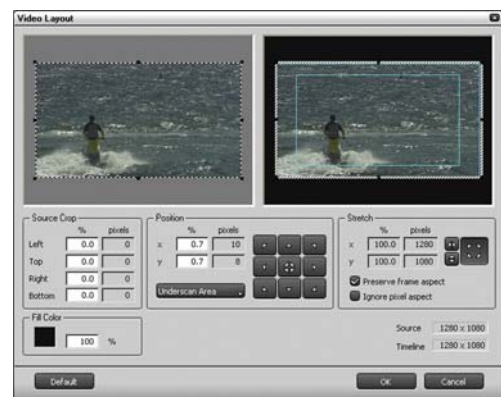 Video Layout
Source Crop
% pixels
Left 0.0 0
Top 0.0 0
Right 0.0 0
Bottom 0.0 0
Position
% pixels
x 0.7 10
y 0.7 8
Underscan Area
Stretch
% pixels
x 100.0 1280
y 100.0 1080
Preserve frame aspect
Ignore pixel aspect
Fill Color
100 %
Source 1280 x 1080
Timeline 1280 x 1080
Default
OK
Cancel